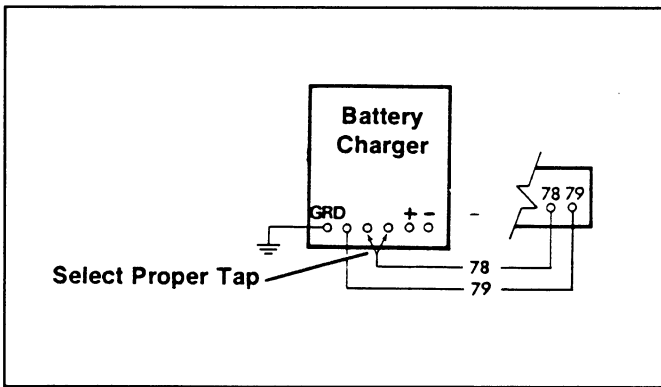 Battery
Charger
GRD + -
78 79
Select Proper Tap
78
79